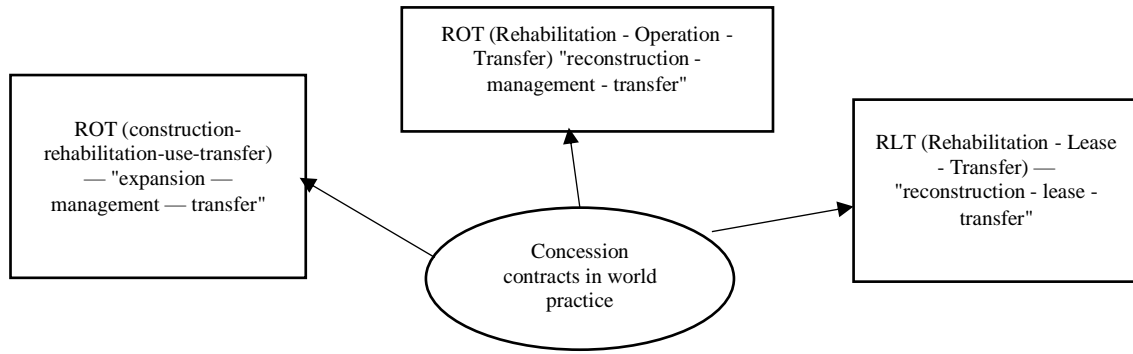 ROT (construction-
rehabilitation-use-transfer)
— "expansion —
management — transfer"
ROT (Rehabilitation - Operation -
Transfer) "reconstruction -
management - transfer"
RLT (Rehabilitation - Lease
- Transfer) —
"reconstruction - lease -
transfer"
Concession
contracts in world
practice